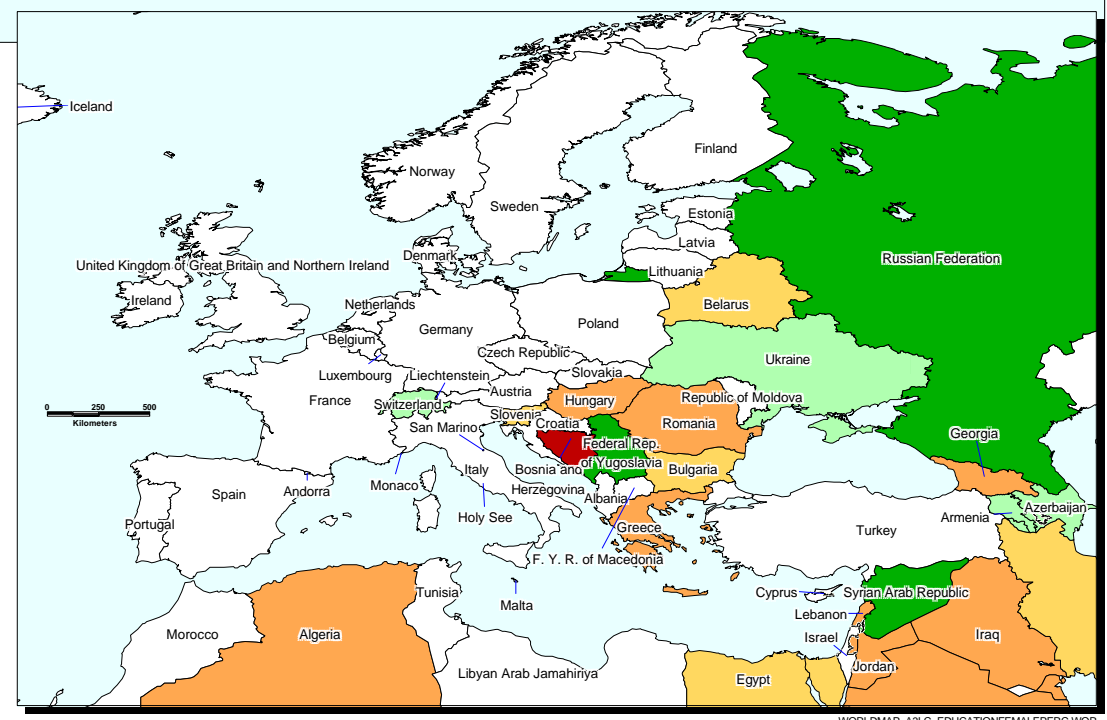 Iceland
Finland
Norway
Sweden
Estonia
Latvia
Denmark
Russian Federation
United Kingdom of Great Britain and Northern Ireland
Lithuania
Ireland
Netherlands
Belarus
Germany
Poland
Belgium
Czech Republic
Ukraine
Slovakia
Luxembourg
Liechtenstein
Austria
France
Switzerland
Hungary
Republic of Moldova
0 250 500
Kilometers
Slovenia
Croatia
Romania
San Marino
Georgia
Federal Rep.
of Yugoslavia
Italy
Bosnia and
Herzegovina
Bulgaria
Monaco
Andorra
Spain
Albania
Portugal
Holy See
Greece
Armenia
Azerbaijan
Turkey
F. Y. R. of Macedonia
Tunisia
Malta
Cyprus
Syrian Arab Republic
Lebanon
Morocco
Algeria
Israel
Iraq
Jordan
Libyan Arab Jamahiriya
Egypt